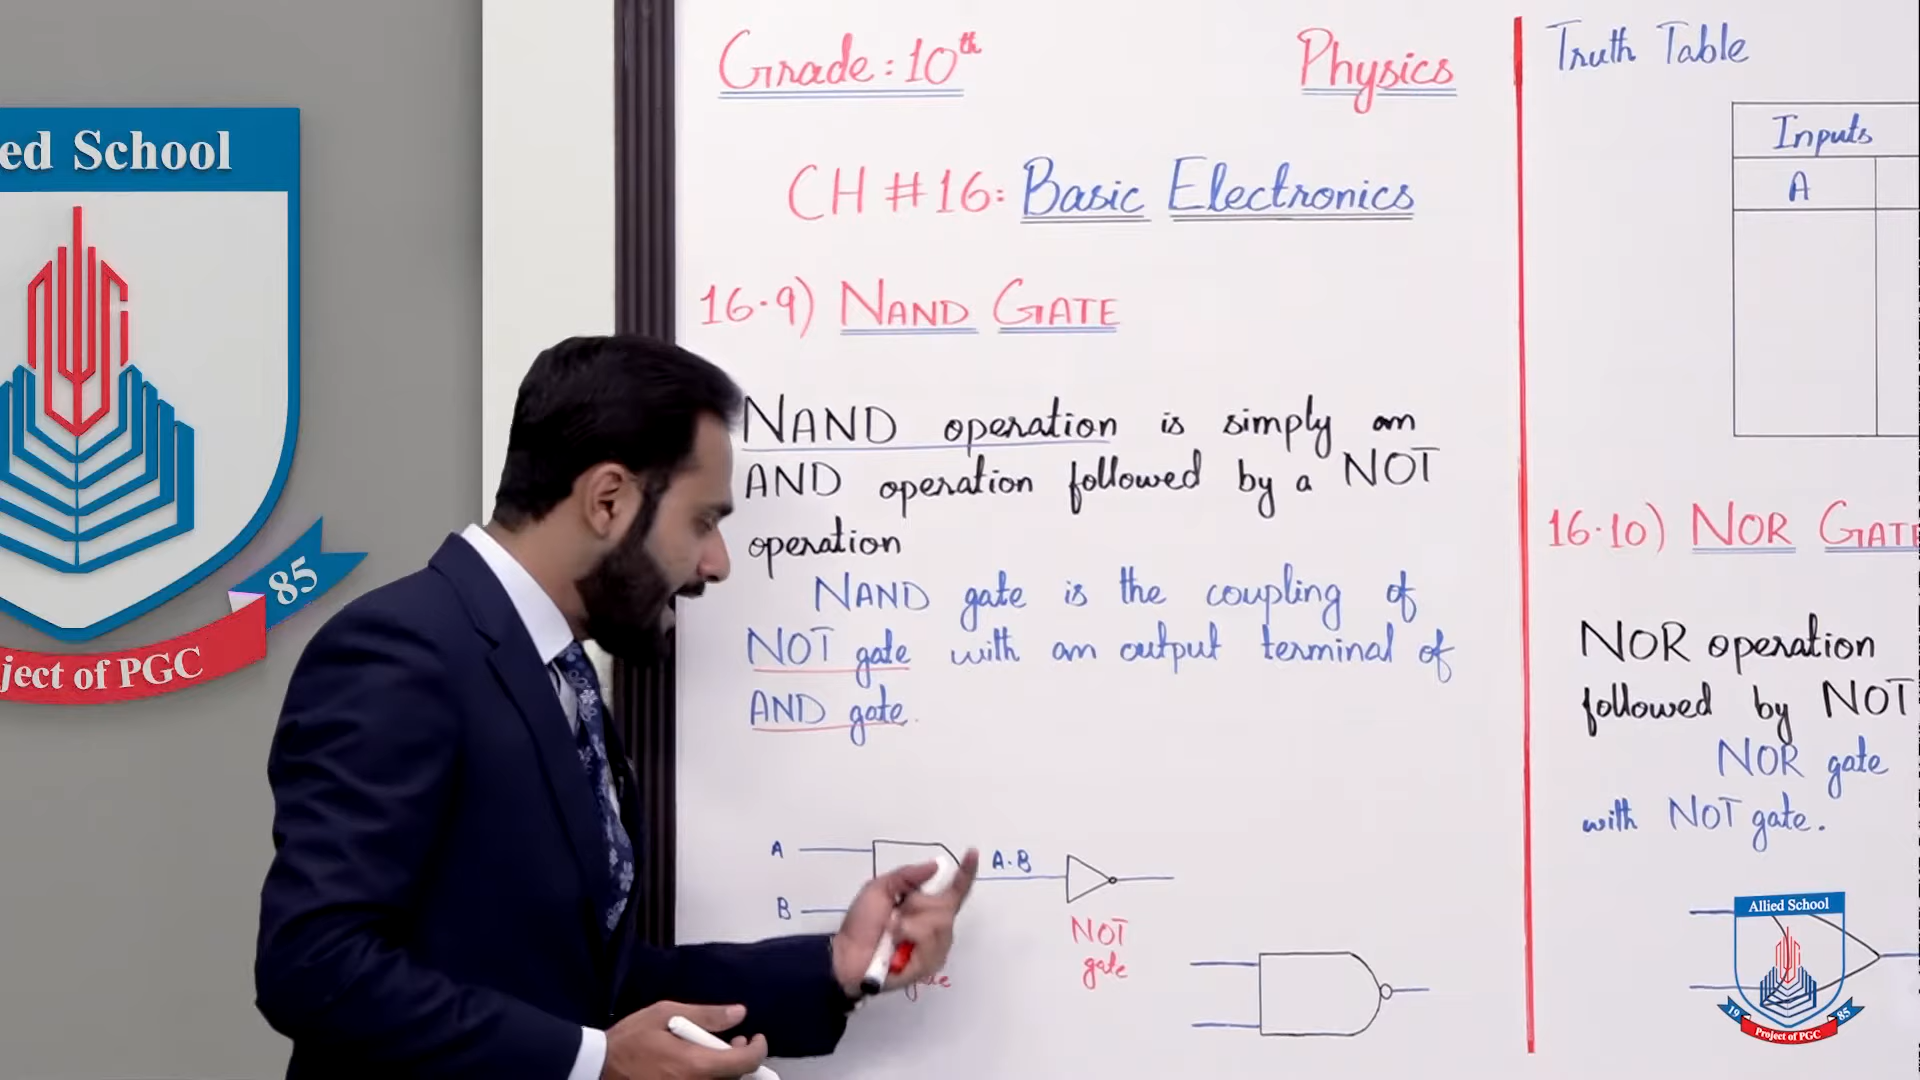 ed School
85
ject of PGC
Grade: 10th
Physics
CH #16: Basic Electronics
16.9) NAND GATE
NAND operation is simply an
AND operation followed by a NOT
operation
NAND gate is the coupling of
NOT gate with an output terminal of
AND gate.
A
A.B
B
NOT
gate
Truth Table
Inputs
A
16.10) NOR GATE
NOR operation
followed by NOT
NOR gate
with NOT gate.
Allied School
19
85
Project of PGC